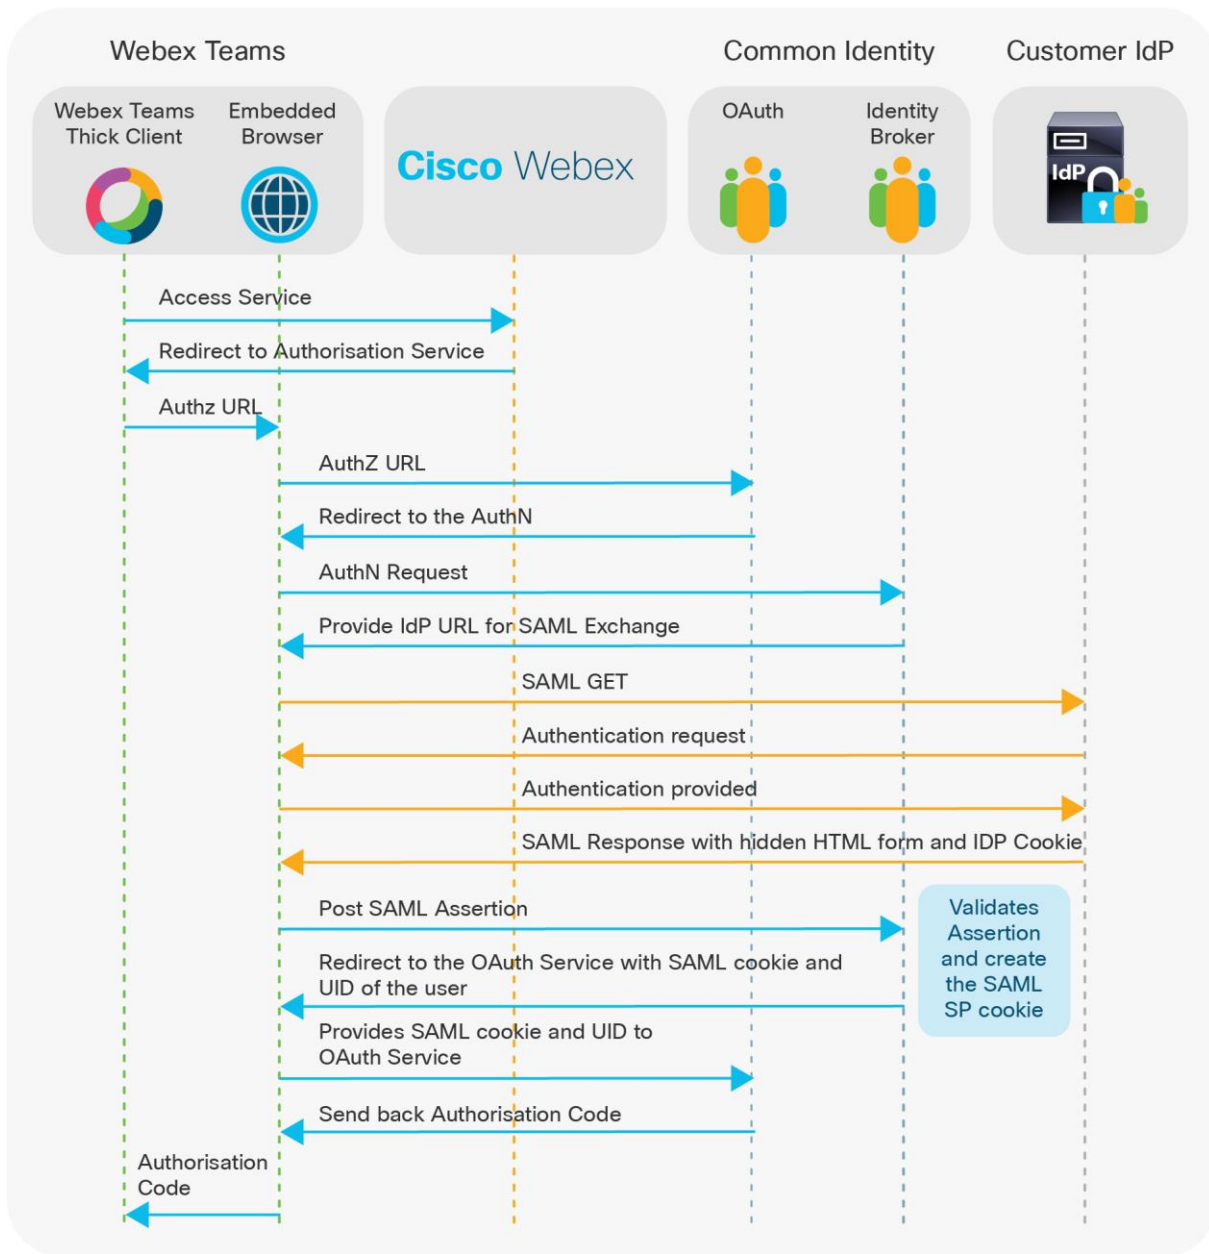 Webex Teams
Common Identity
Customer IdP
Webex Teams
Thick Client
Embedded
Browser
Cisco Webex
OAuth
Identity
Broker
IdP
Access Service
Redirect to Authorisation Service
Authz URL
AuthZ URL
Redirect to the AuthN
AuthN Request
Provide IdP URL for SAML Exchange
SAML GET
Authentication request
Authentication provided
SAML Response with hidden HTML form and IDP Cookie
Post SAML Assertion
Validates
Assertion
and create
the SAML
SP cookie
Redirect to the OAuth Service with SAML cookie and
UID of the user
Provides SAML cookie and UID to
OAuth Service
Send back Authorisation Code
Authorisation
Code